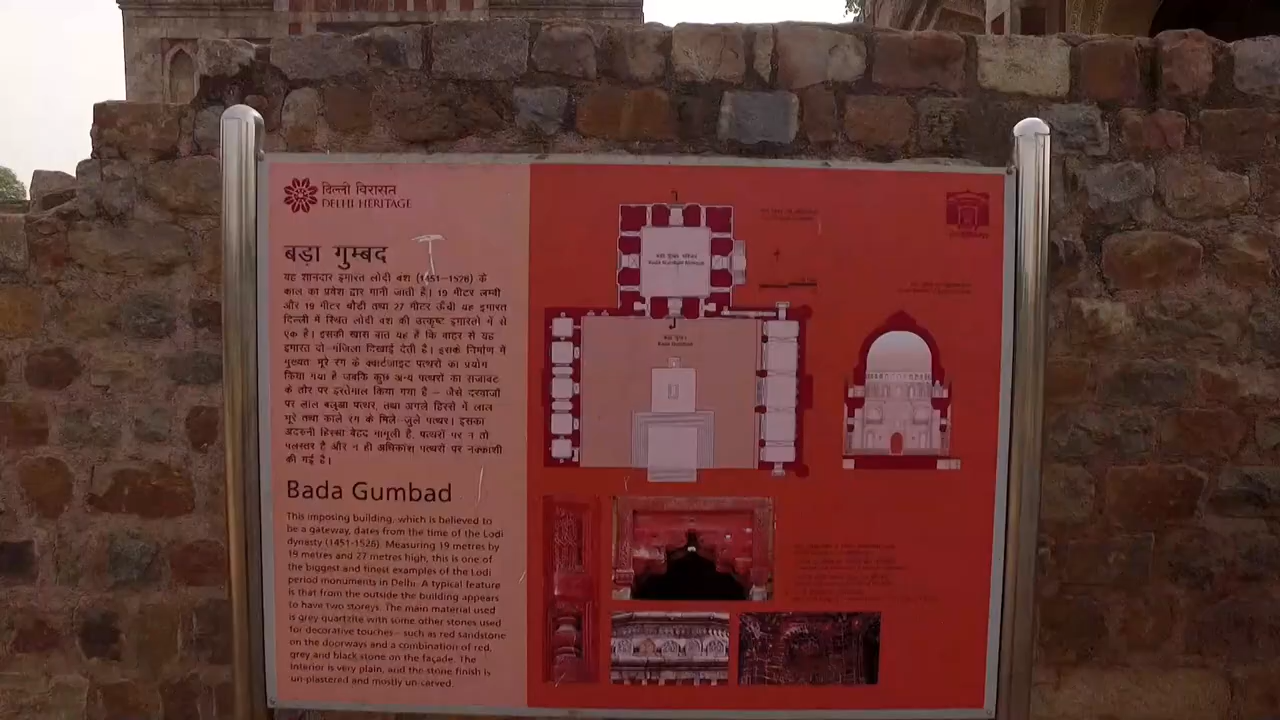 दिल्ली विरासत
DELHI HERITAGE
बड़ा गुम्बद
यह शानदार इमारत लोदी वंश (1451-1526) के
काल का प्रवेश द्वार मानी जाती है। 19 मीटर लम्बी
और 19 मीटर चौड़ी तथा 27 मीटर ऊँची यह इमारत
दिल्ली में स्थित लोदी वंश की उत्कृष्ट इमारतों में से
एक है। इसकी खास बात यह है कि बाहर से यह
इमारत दो-मंजिला दिखाई देती है। इसके निर्माण में
मुख्यतः भूरे रंग के क्वार्टज़ाइट पत्थरों का प्रयोग
किया गया है जबकि कुछ अन्य पत्थरों का सजावट
के तौर पर इस्तेमाल किया गया है – जैसे दरवाजों
पर लाल बलुआ पत्थर, तथा अगले हिस्से में लाल
भूरे तथा काले रंग के मिले-जुले पत्थर। इसका
अंदरुनी हिस्सा बेहद मामूली है, पत्थरों पर न तो
पलस्तर है और न ही अधिकांश पत्थरों पर नक्काशी
की गई है।
Bada Gumbad
This imposing building, which is believed to
be a gateway, dates from the time of the Lodi
dynasty (1451-1526). Measuring 19 metres by
19 metres and 27 metres high, this is one of
the biggest and finest examples of the Lodi
period monuments in Delhi. A typical feature
is that from the outside the building appears
to have two storeys. The main material used
is grey quartzite with some other stones used
for decorative touches - such as red sandstone
on the doorways and a combination of red,
grey and black stone on the façade. The
interior is very plain, and the stone finish is
un-plastered and mostly un-carved.